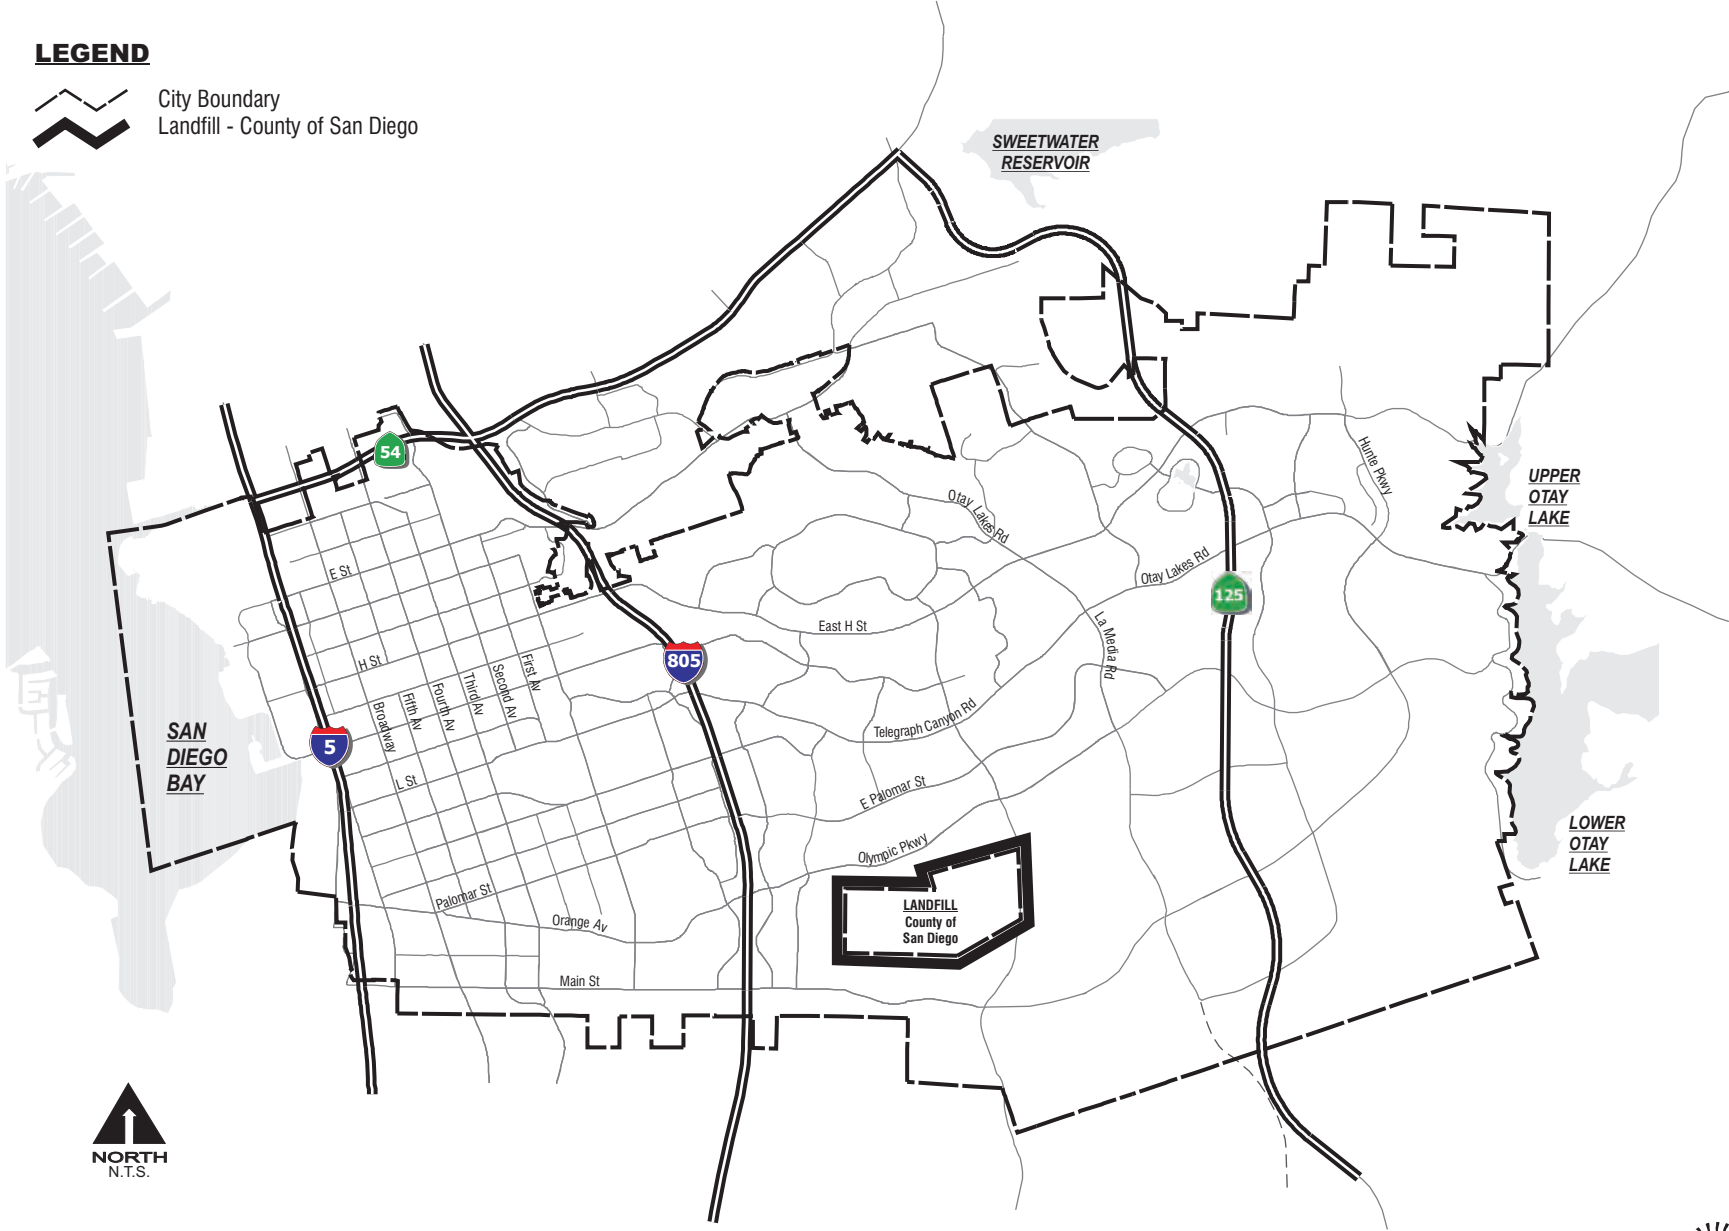 LEGEND
City Boundary
Landfill - County of San Diego
SWEETWATER
RESERVOIR
54
Hunte Pkwy
UPPER
OTAY
LAKE
Otay Lakes Rd
Otay Lakes Rd
E St
125
East H St
La Media Rd
H St
805
First Av
Second Av
Third Av
Fourth Av
Fifth Av
Broadway
Telegraph Canyon Rd
SAN
DIEGO
BAY
5
L St
E Palomar St
LOWER
OTAY
LAKE
Olympic Pkwy
Palomar St
Orange Av
LANDFILL
County of
San Diego
Main St
NORTH
N.T.S.